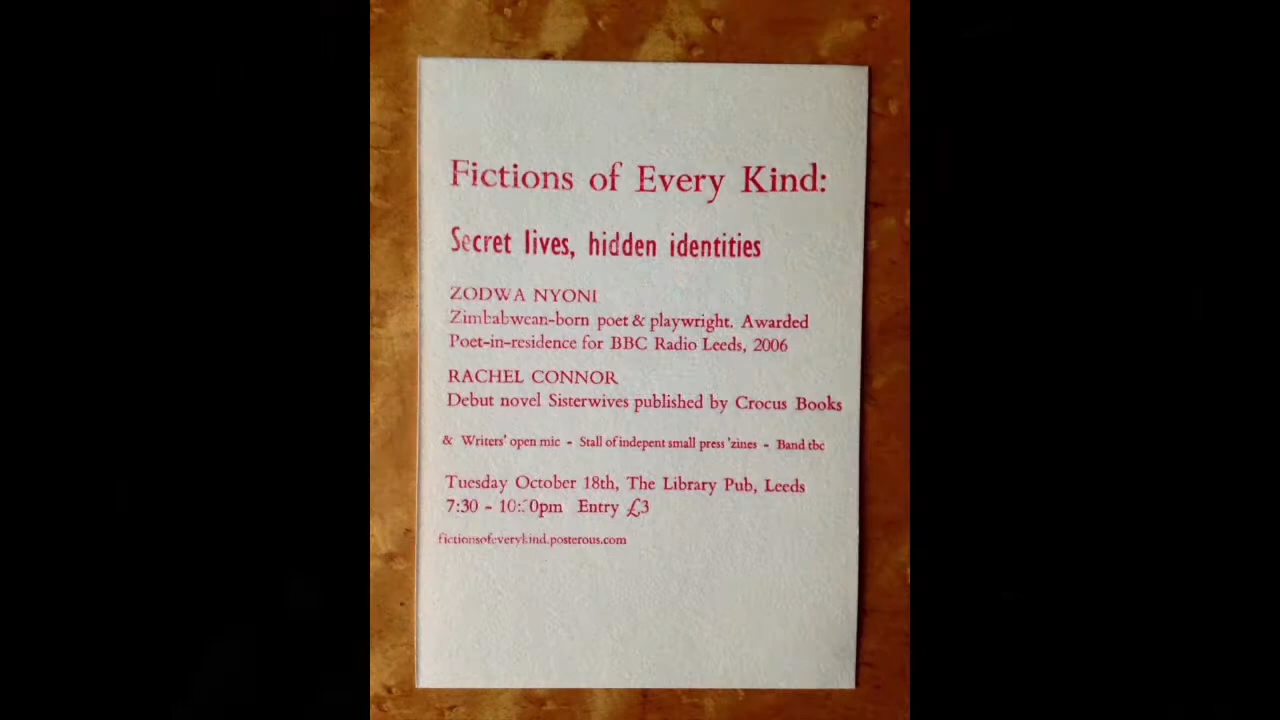 Fictions of Every Kind:
Secret lives, hidden identities
ZODWA NYONI
Zimbabwean-born poet & playwright. Awarded
Poet-in-residence for BBC Radio Leeds, 2006
RACHEL CONNOR
Debut novel Sisterwives published by Crocus Books
& Writers' open mic - Stall of indepent small press 'zines - Band tbc
Tuesday October 18th, The Library Pub, Leeds
7:30 - Entry £3
fictionsofeverykind.posterous.com